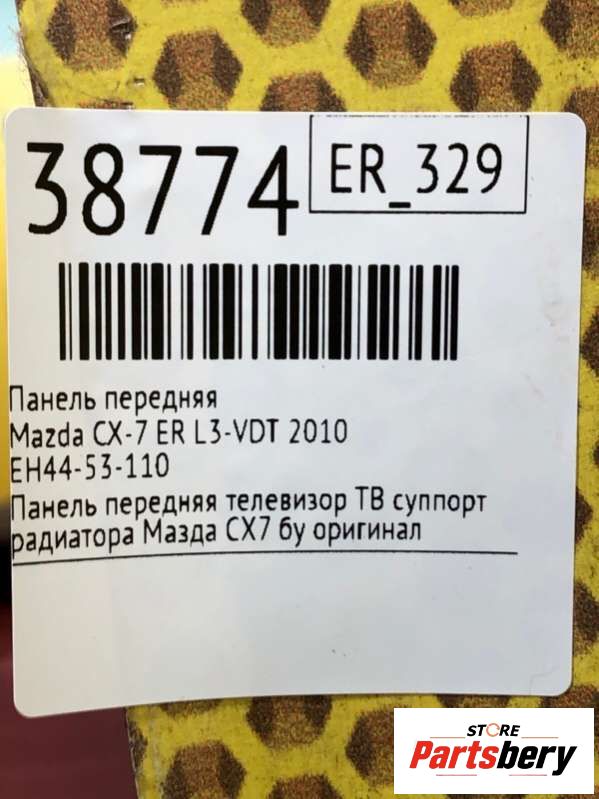 38774
ER_329
Панель передняя
Mazda CX-7 ER L3-VDT 2010
EH44-53-110
Панель передняя телевизор ТВ суппорт
радиатора Мазда СХ7 бу оригинал
STORE
Partsbery